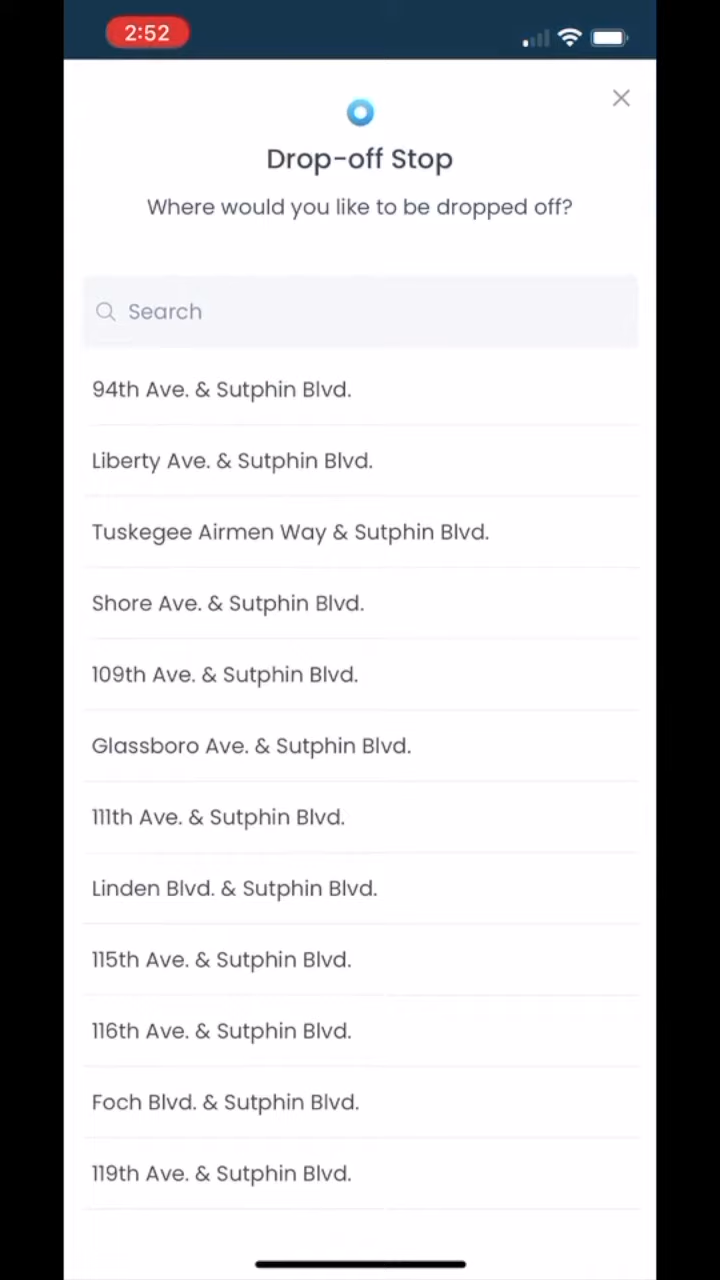 2:52
Drop-off Stop
Where would you like to be dropped off?
Search
94th Ave. & Sutphin Blvd.
Liberty Ave. & Sutphin Blvd.
Tuskegee Airmen Way & Sutphin Blvd.
Shore Ave. & Sutphin Blvd.
109th Ave. & Sutphin Blvd.
Glassboro Ave. & Sutphin Blvd.
111th Ave. & Sutphin Blvd.
Linden Blvd. & Sutphin Blvd.
115th Ave. & Sutphin Blvd.
116th Ave. & Sutphin Blvd.
Foch Blvd. & Sutphin Blvd.
119th Ave. & Sutphin Blvd.